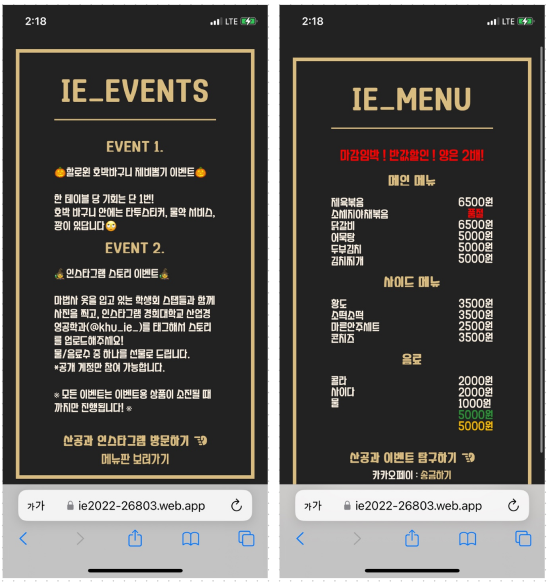 2:18
LTE
IE_EVENTS
EVENT 1.
🎃할로윈 호박바구니 제비뽑기 이벤트🎃
한 테이블 당 기회는 단 1번!
호박 바구니 안에는 타투스티커, 물약 서비스,
꽝이 있답니다😳
EVENT 2.
인스타그램 스토리 이벤트
마법사 옷을 입고 있는 학생회 스탭들과 함께
사진을 찍고, 인스타그램 경희대학교 산업경
영공학과(@khu_ie_)를 태그해서 스토리
를 업로드해주세요!
물/음료수 중 하나를 선물로 드립니다.
*공개 계정만 참여 가능합니다.
※ 모든 이벤트는 이벤트용 상품이 소진될 때
까지만 진행됩니다! ※
산공과 인스타그램 방문하기
메뉴판 보러가기
가가 ie2022-26803.web.app
2:18
LTE
IE_MENU
마감임박 ! 반값할인 ! 양은 2배!
메인 메뉴
제육볶음 6500원
소세지야채볶음 품절
닭갈비 6500원
어묵탕 5000원
두부김치 5000원
김치찌개 5000원
사이드 메뉴
황도 3500원
소떡소떡 3500원
마른안주세트 2500원
콘치즈 3500원
음료
콜라 2000원
사이다 2000원
물 1000원
5000원
5000원
산공과 이벤트 탐구하기
카카오페이 : 송금하기
가가 ie2022-26803.web.app